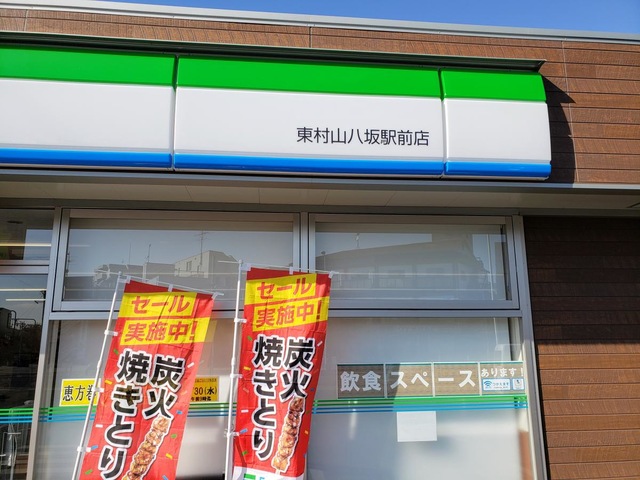 東村山八坂駅前店
セール
実施中!
炭火
焼きとり
セール
実施中!
炭火
焼きとり
恵方巻
30(水)
飲食スペース
あります!